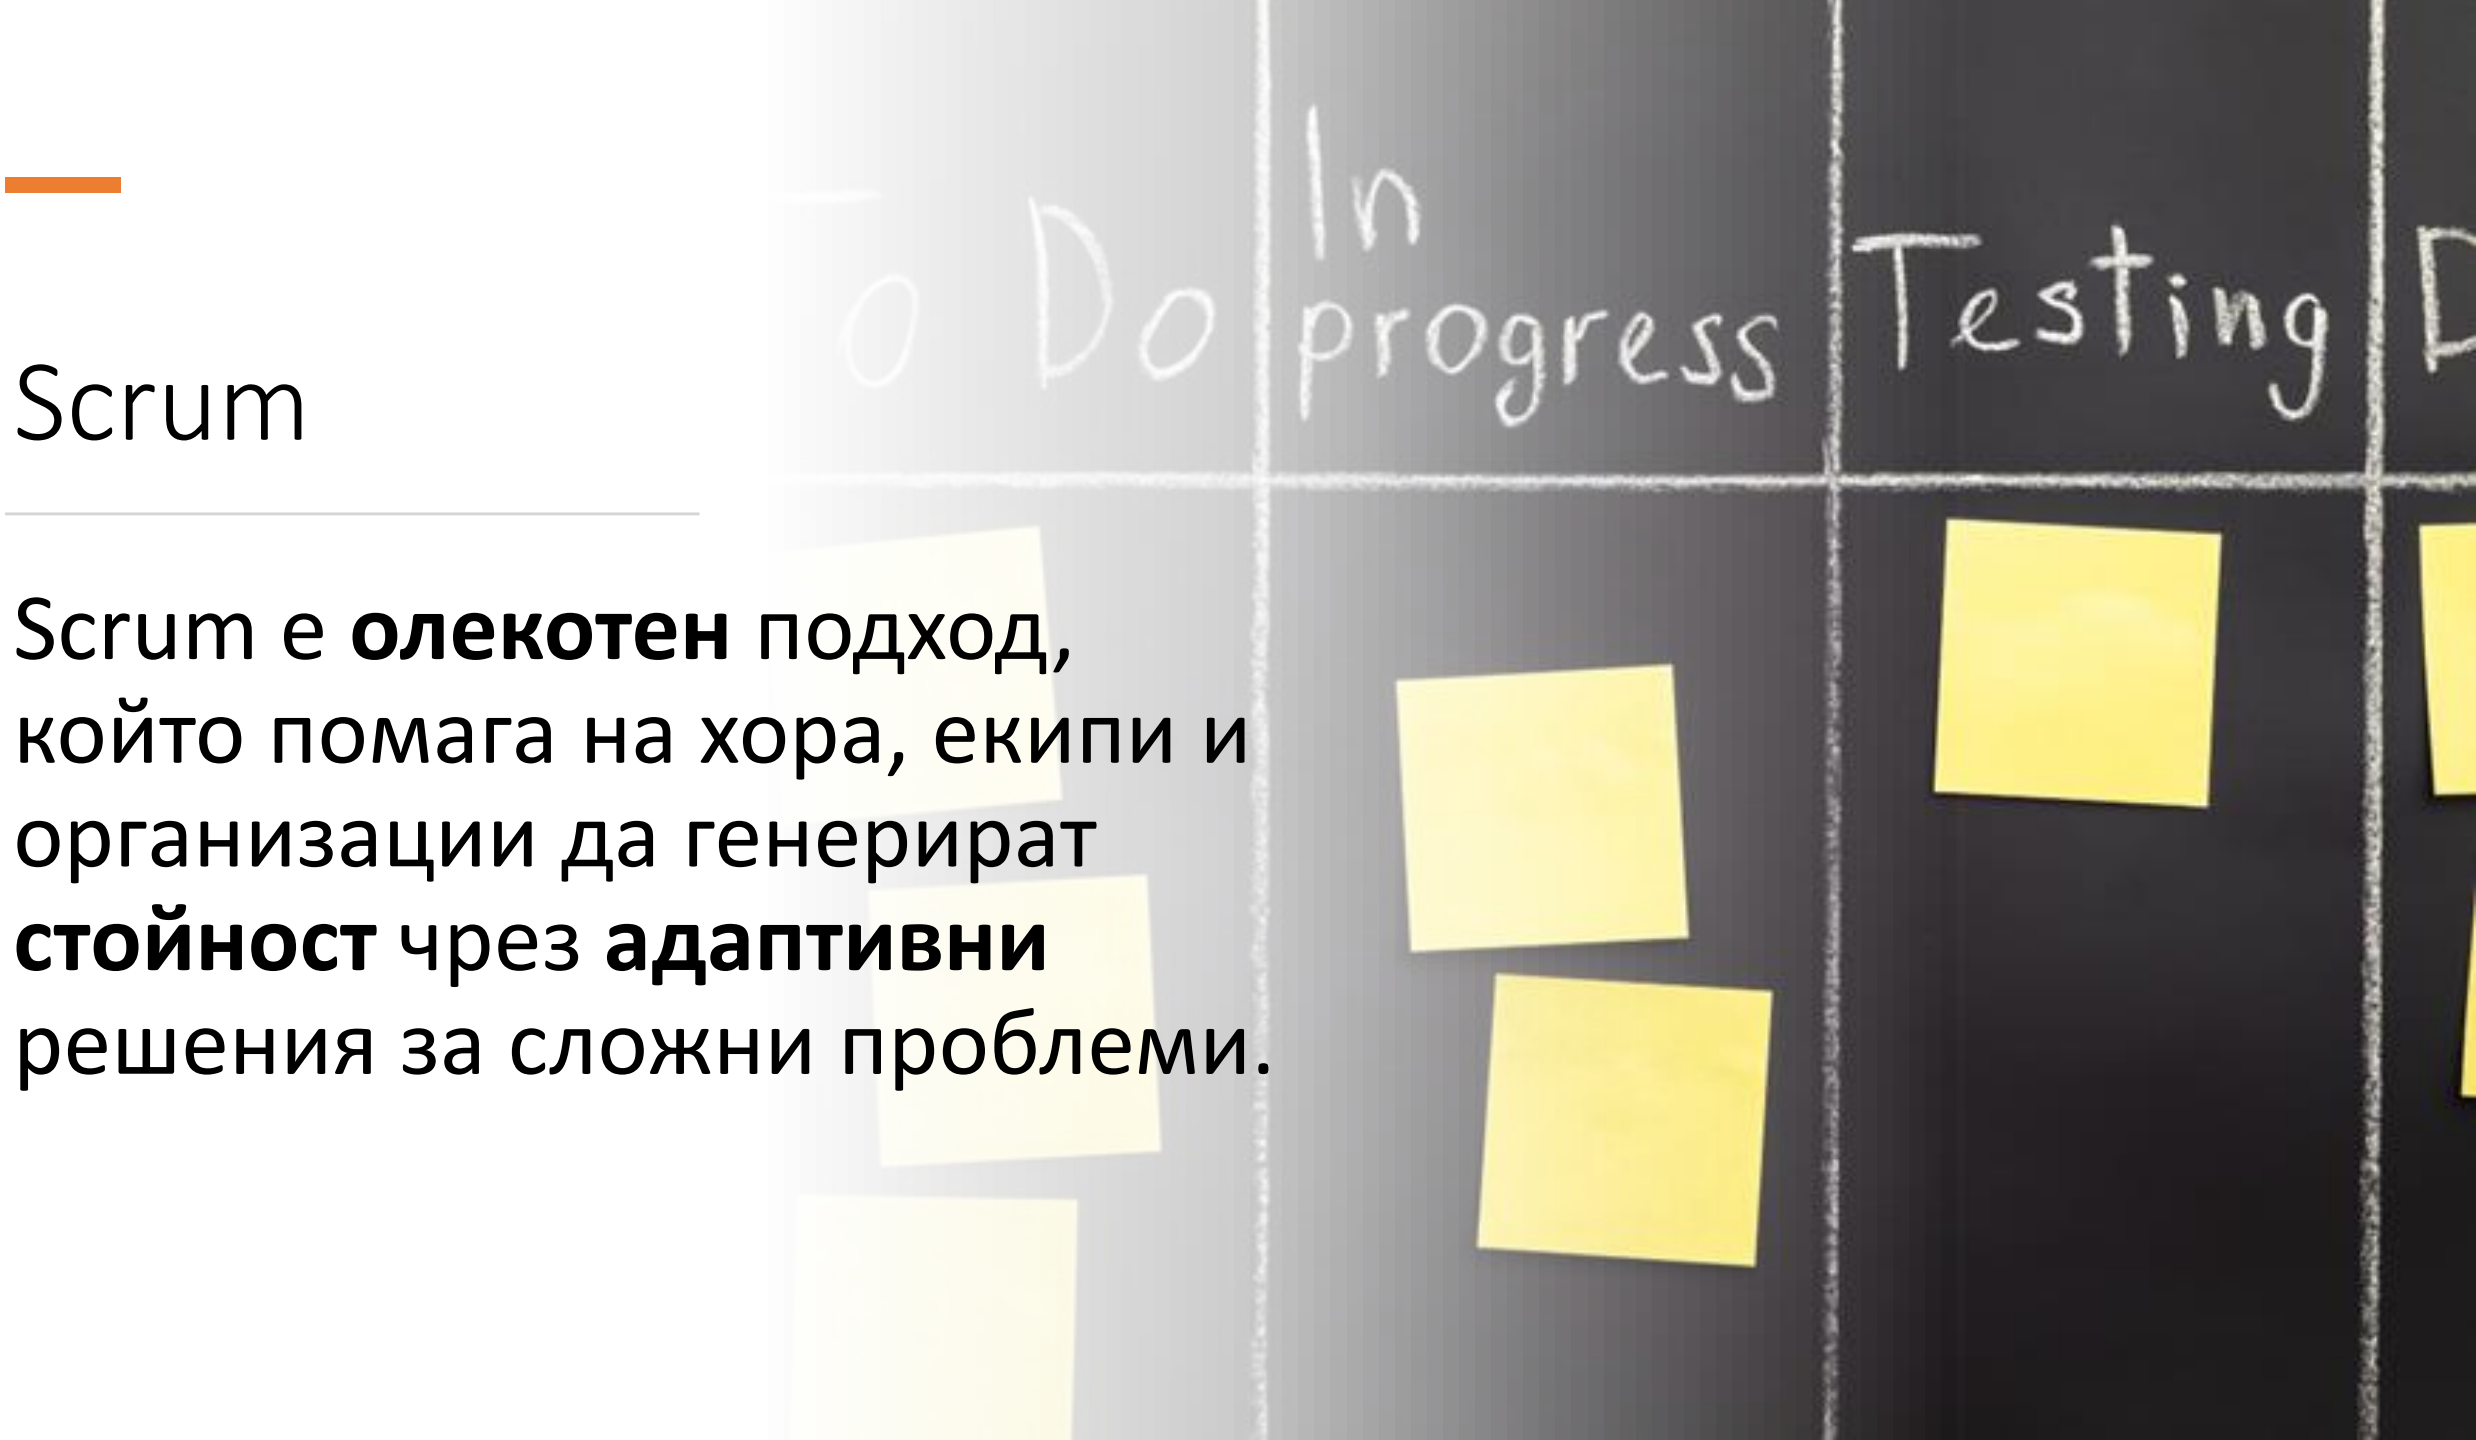 Scrum
Scrum е олекотен подход,
който помага на хора, екипи и
организации да генерират
стойност чрез адаптивни
решения за сложни проблеми.
To Do
In
progress
Testing